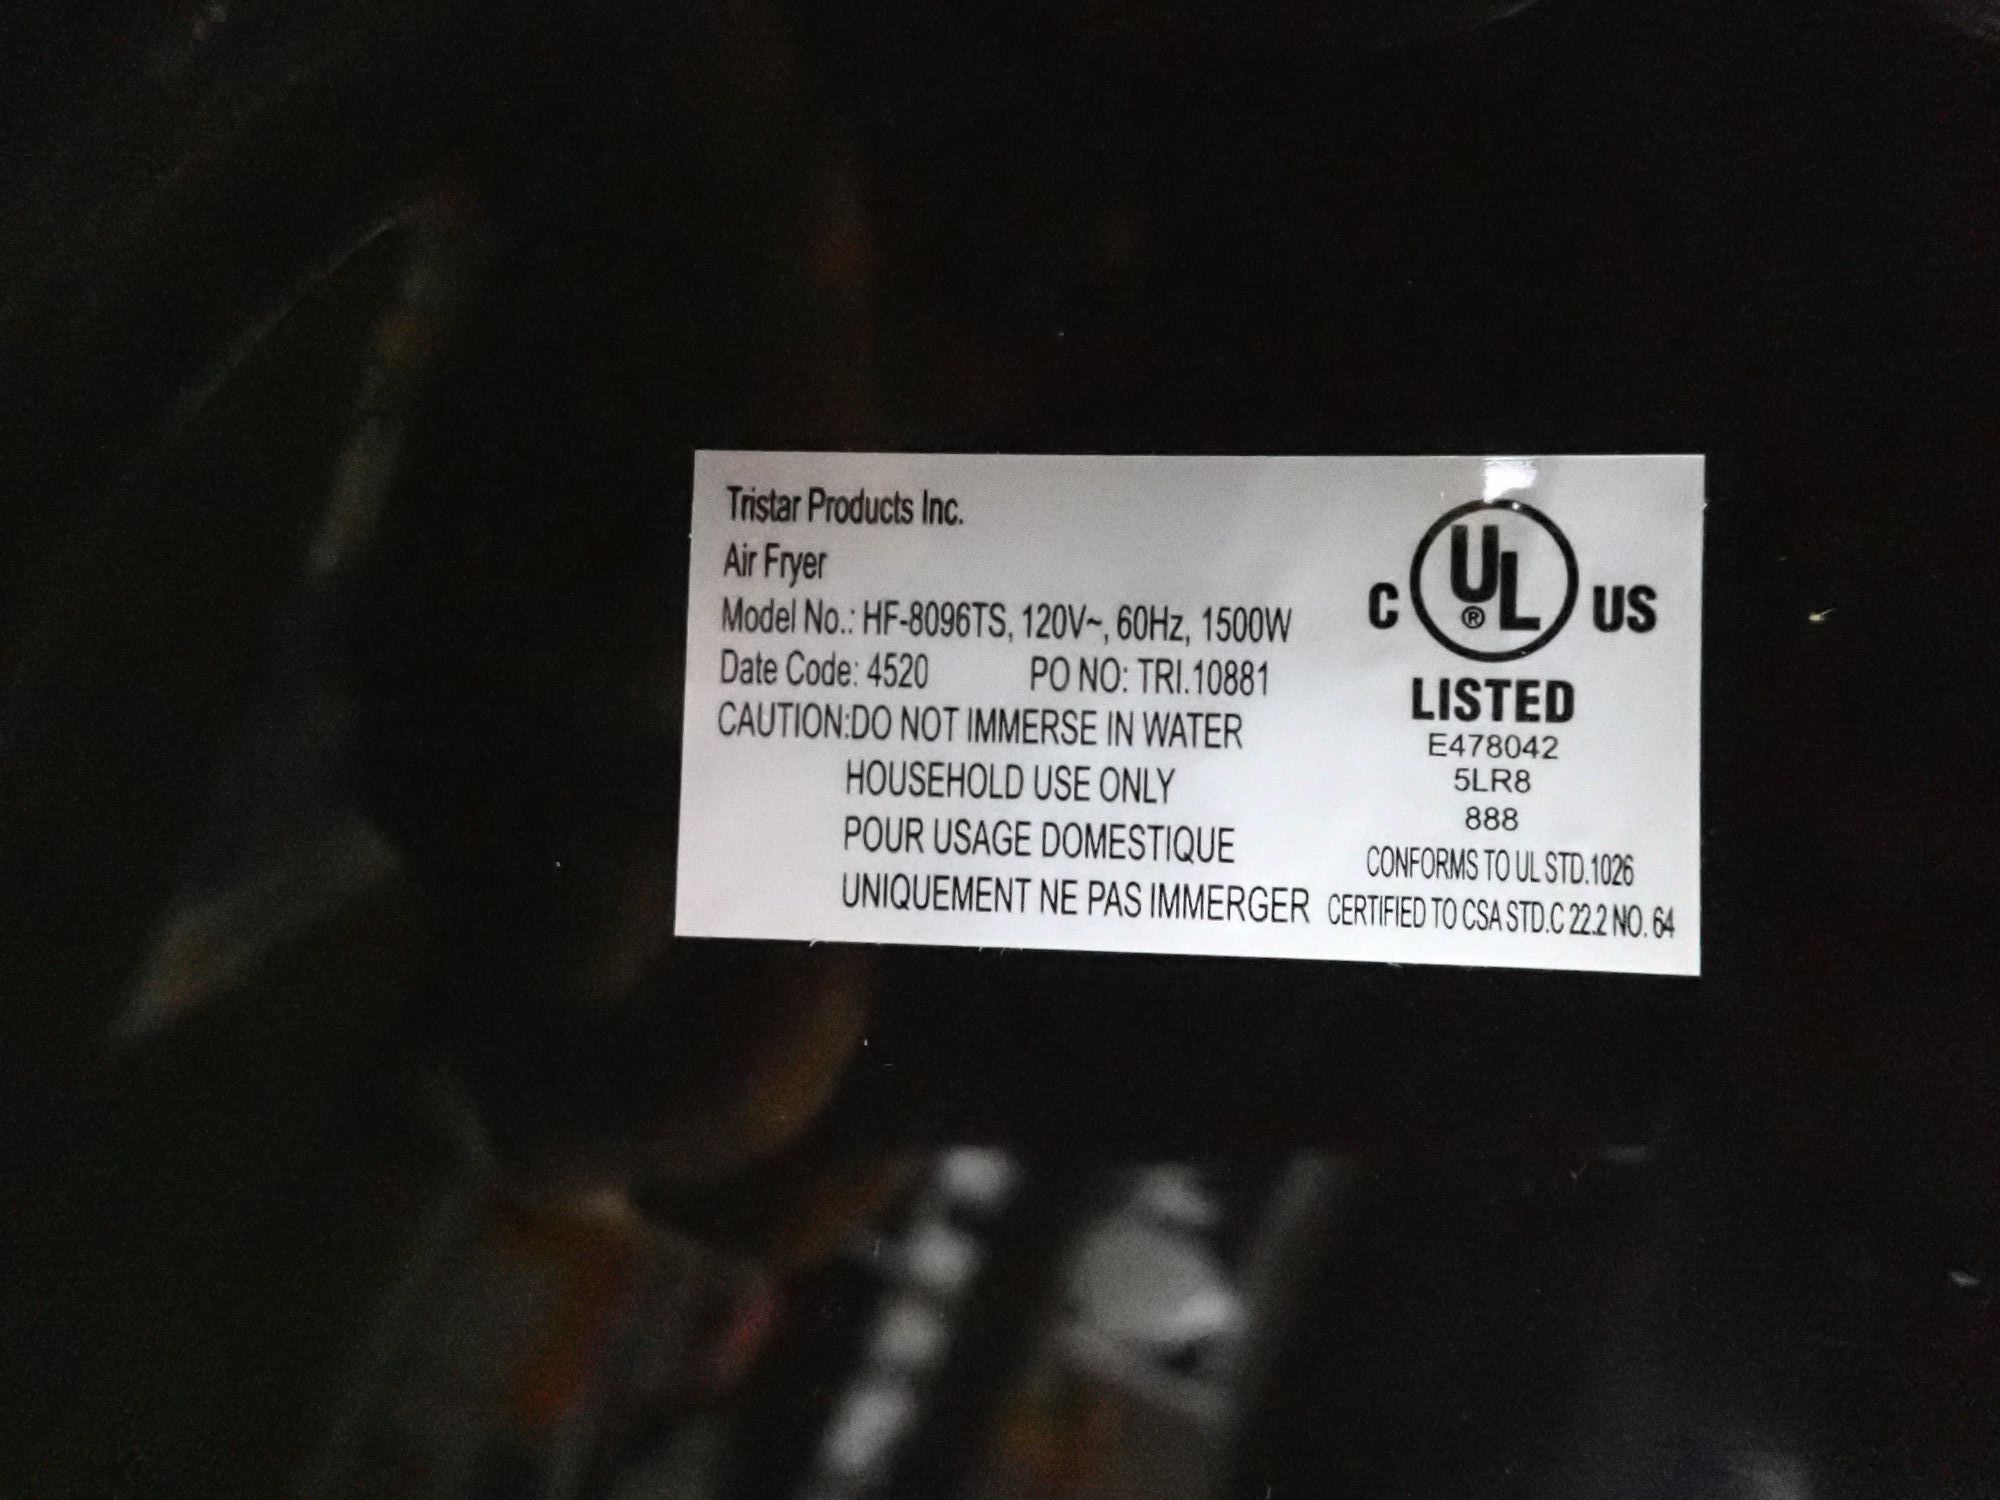 Tristar Products Inc.
Air Fryer
Model No.: HF-8096TS, 120V~, 60Hz, 1500W
Date Code: 4520 PO NO: TRI.10881
CAUTION:DO NOT IMMERSE IN WATER
HOUSEHOLD USE ONLY
POUR USAGE DOMESTIQUE
UNIQUEMENT NE PAS IMMERGER
C UL ® US
LISTED
E478042
5LR8
888
CONFORMS TO UL STD.1026
CERTIFIED TO CSA STD.C 22.2 NO. 64